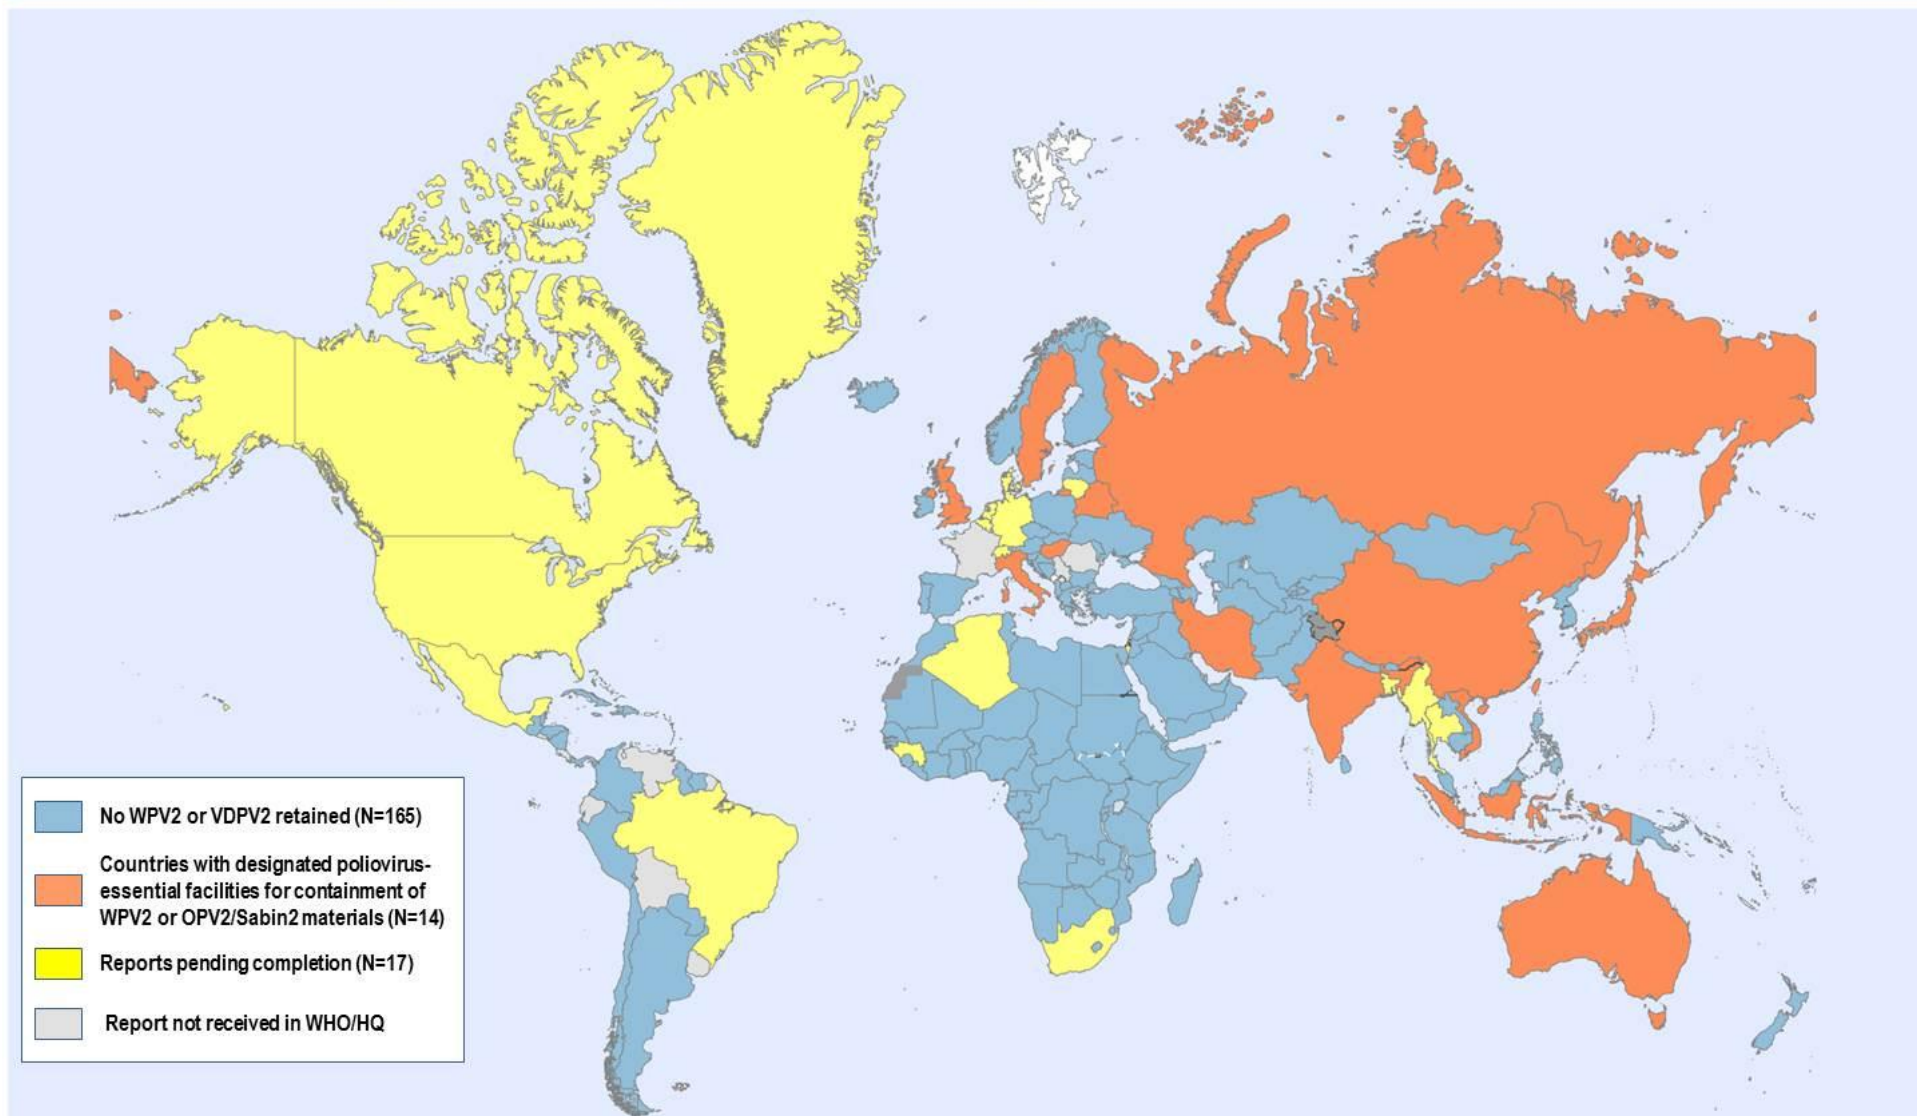 No WPV2 or VDPV2 retained (N=165)
Countries with designated poliovirus-
essential facilities for containment of
WPV2 or OPV2/Sabin2 materials (N=14)
Reports pending completion (N=17)
Report not received in WHO/HQ